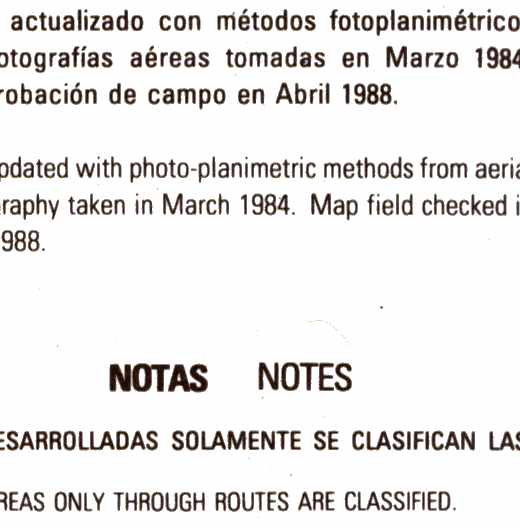 actualizado con métodos fotoplanimétrico
otografías aéreas tomadas en Marzo 1984
robación de campo en Abril 1988.
pdated with photo-planimetric methods from aeria
raphy taken in March 1984. Map field checked i
988.
NOTAS NOTES
ESARROLLADAS SOLAMENTE SE CLASIFICAN LAS
REAS ONLY THROUGH ROUTES ARE CLASSIFIED.